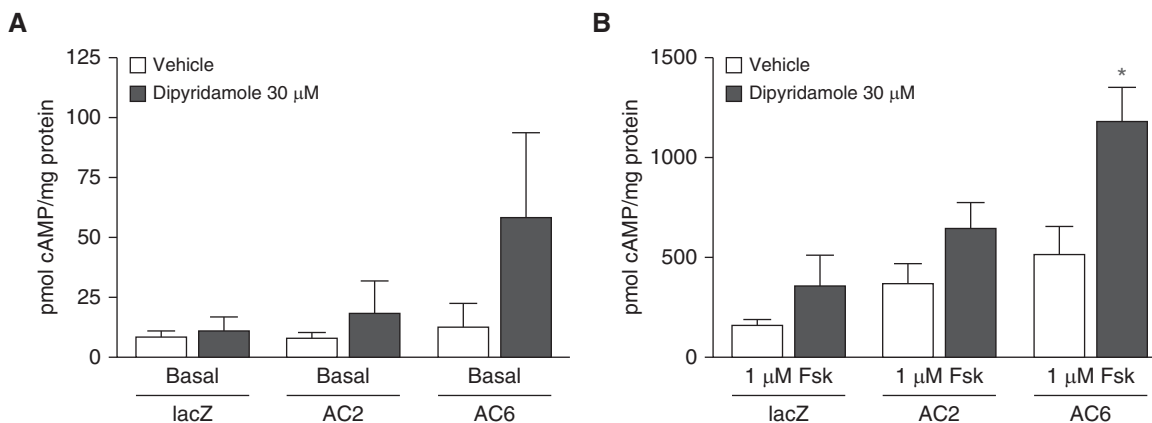 A
pmol cAMP/mg protein
125
100
75
50
25
0
Vehicle
Dipyridamole 30 μM
Basal Basal Basal
lacZ AC2 AC6
B
pmol cAMP/mg protein
1500
1000
500
0
Vehicle
Dipyridamole 30 μM
*
1 μM Fsk 1 μM Fsk 1 μM Fsk
lacZ AC2 AC6